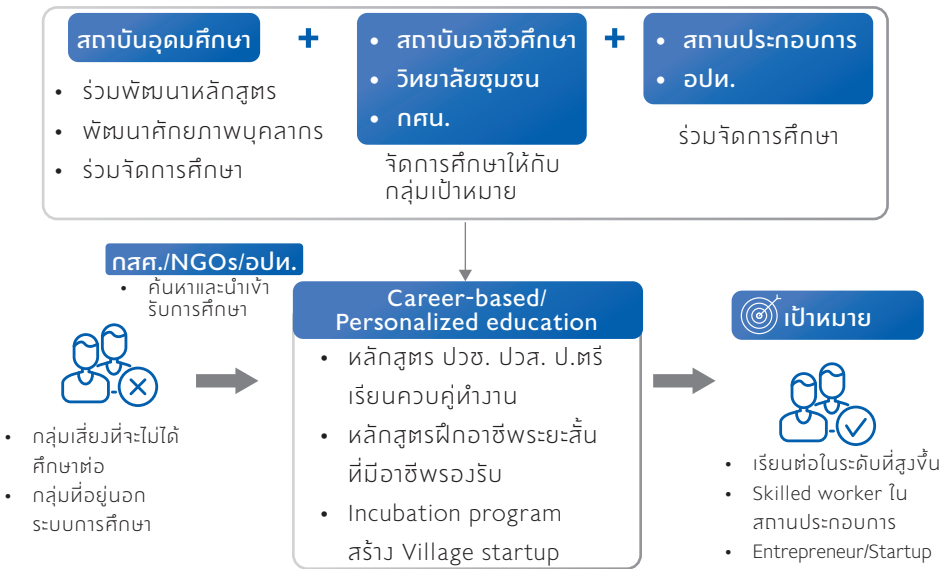 สถาบันอุดมศึกษา
• ร่วมพัฒนาหลักสูตร
• พัฒนาศักยภาพบุคลากร
• ร่วมจัดการศึกษา
+
• สถาบันอาชีวศึกษา
• วิทยาลัยชุมชน
• กศน.
จัดการศึกษาให้กับ
กลุ่มเป้าหมาย
+
• สถานประกอบการ
• อปท.
ร่วมจัดการศึกษา
กสศ./NGOs/อปท.
• ค้นหาและนำเข้า
รับการศึกษา
• กลุ่มเสี่ยงที่จะไม่ได้
ศึกษาต่อ
• กลุ่มที่อยู่นอก
ระบบการศึกษา
Career-based/
Personalized education
• หลักสูตร ปวช. ปวส. ป.ตรี
เรียนควบคู่ทำงาน
• หลักสูตรฝึกอาชีพระยะสั้น
ที่มีอาชีพรองรับ
• Incubation program
สร้าง Village startup
เป้าหมาย
• เรียนต่อในระดับที่สูงขึ้น
• Skilled worker ใน
สถานประกอบการ
• Entrepreneur/Startup